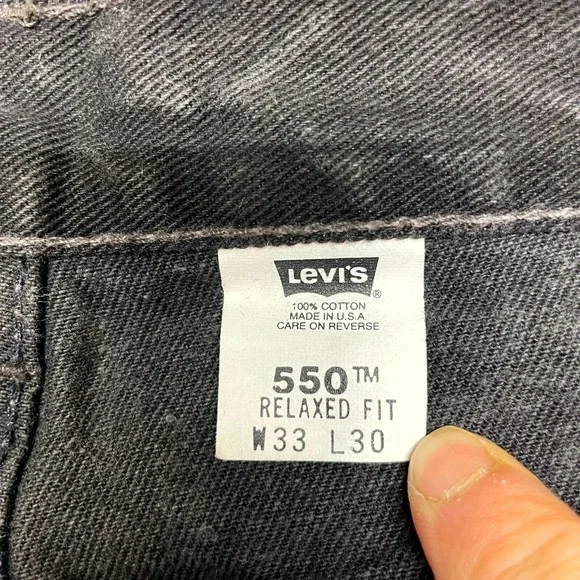 Levi's
®
100% COTTON
MADE IN U.S.A.
CARE ON REVERSE
550™
RELAXED FIT
W33 L30